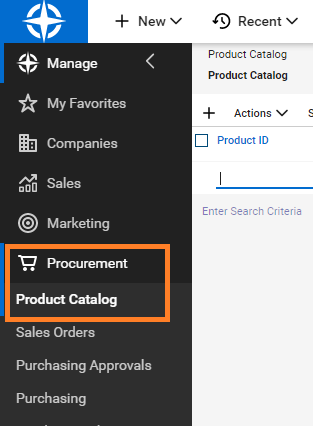 New
Recent
Manage
My Favorites
Companies
Sales
Marketing
Procurement
Product Catalog
Sales Orders
Purchasing Approvals
Purchasing
Product Catalog
Product Catalog
Actions
Product ID
Enter Search Criteria